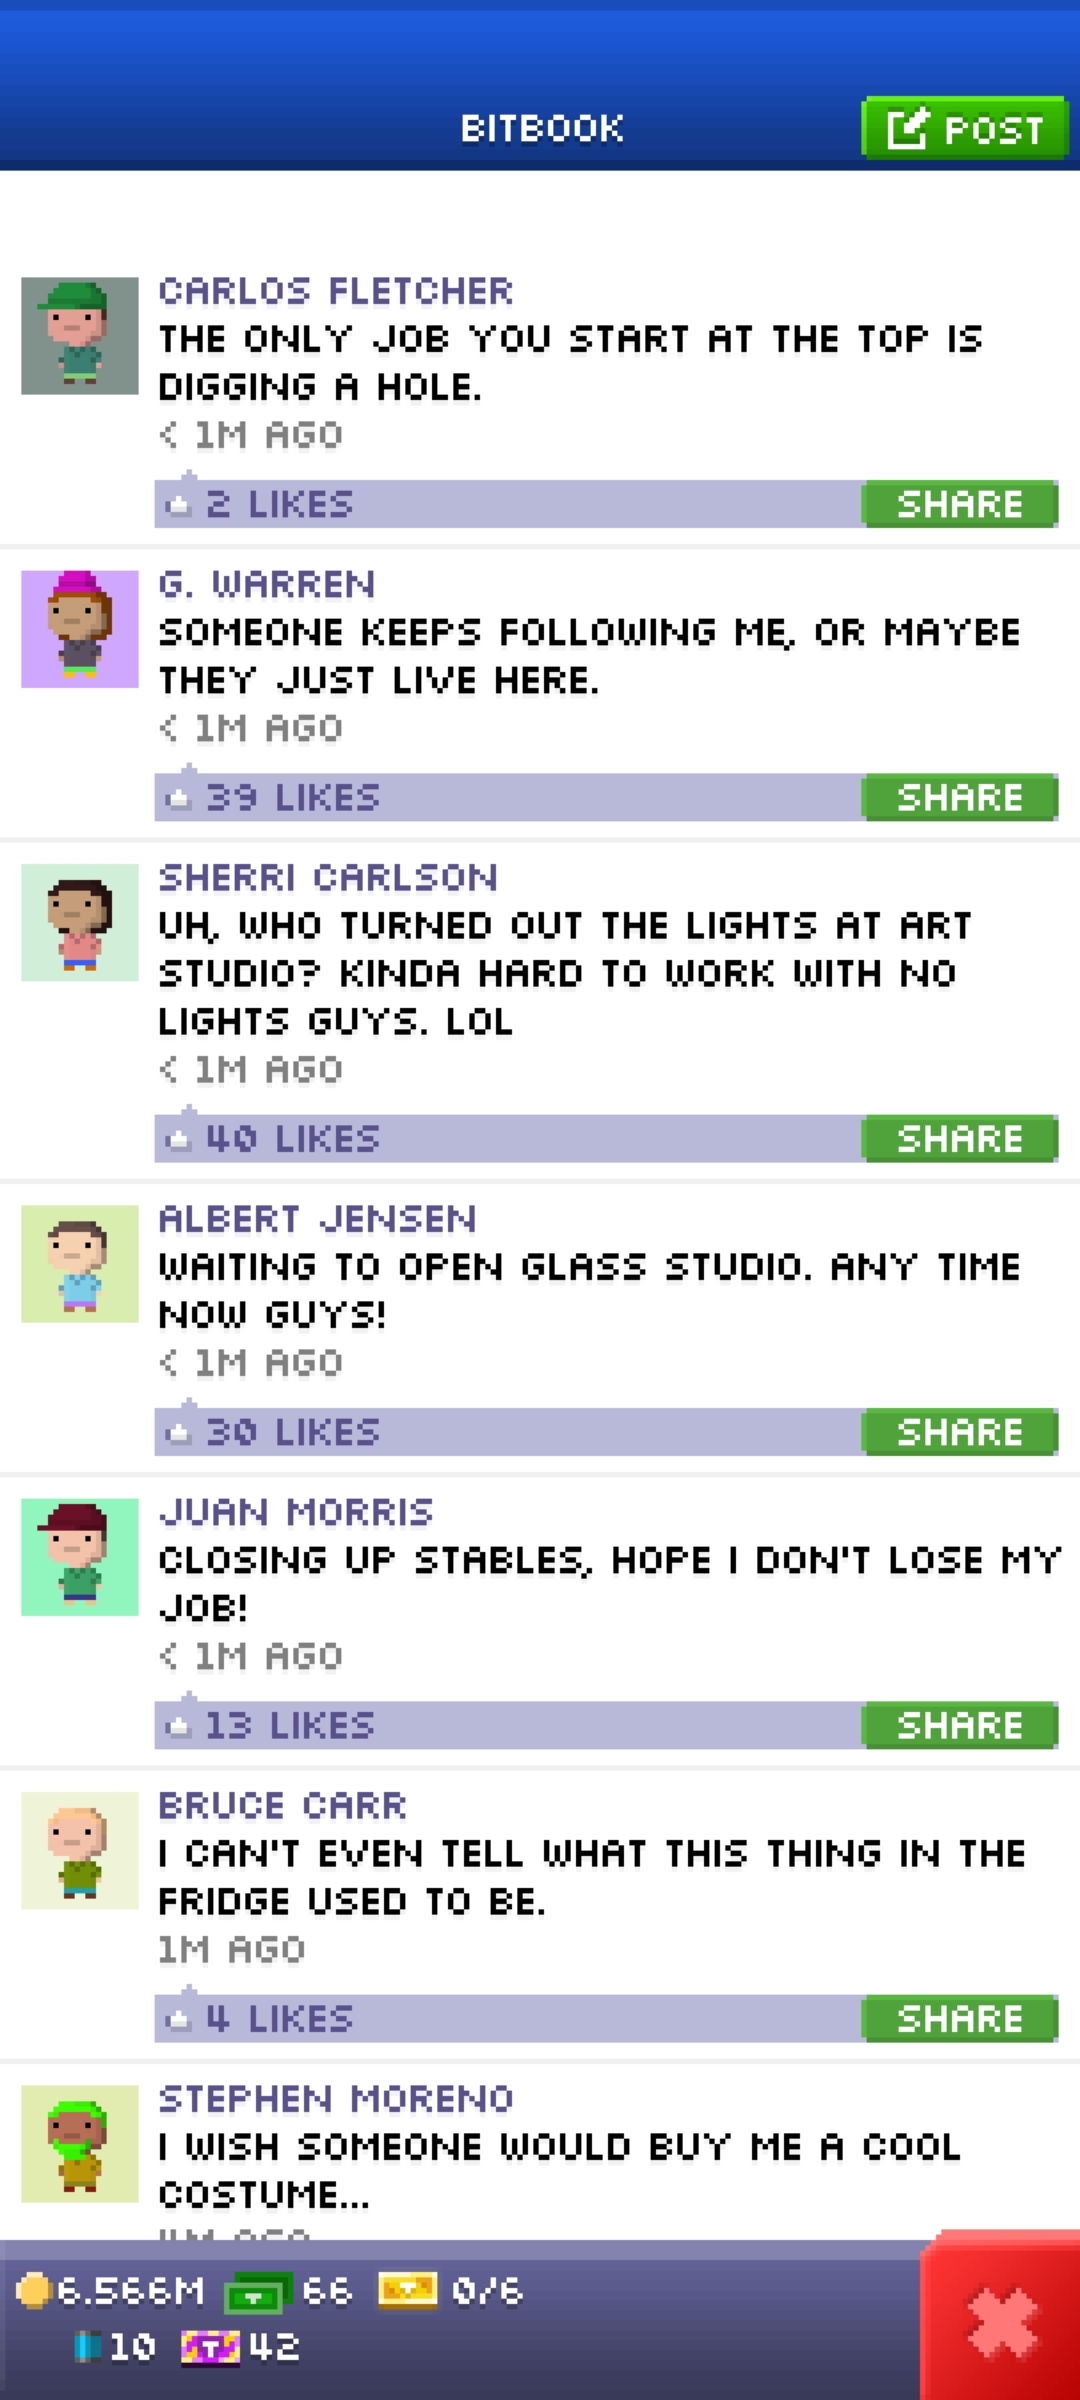 BITBOOK
POST
CARLOS FLETCHER
THE ONLY JOB YOU START AT THE TOP IS
DIGGING A HOLE.
< 1M AGO
2 LIKES
SHARE
G. WARREN
SOMEONE KEEPS FOLLOWING ME, OR MAYBE
THEY JUST LIVE HERE.
< 1M AGO
39 LIKES
SHARE
SHERRI CARLSON
UH, WHO TURNED OUT THE LIGHTS AT ART
STUDIO? KINDA HARD TO WORK WITH NO
LIGHTS GUYS. LOL
< 1M AGO
40 LIKES
SHARE
ALBERT JENSEN
WAITING TO OPEN GLASS STUDIO. ANY TIME
NOW GUYS!
< 1M AGO
30 LIKES
SHARE
JUAN MORRIS
CLOSING UP STABLES, HOPE I DON'T LOSE MY
JOB!
< 1M AGO
13 LIKES
SHARE
BRUCE CARR
I CAN'T EVEN TELL WHAT THIS THING IN THE
FRIDGE USED TO BE.
1M AGO
4 LIKES
SHARE
STEPHEN MORENO
I WISH SOMEONE WOULD BUY ME A COOL
COSTUME...
AGO
6.566M 66 0/6
10 T 42